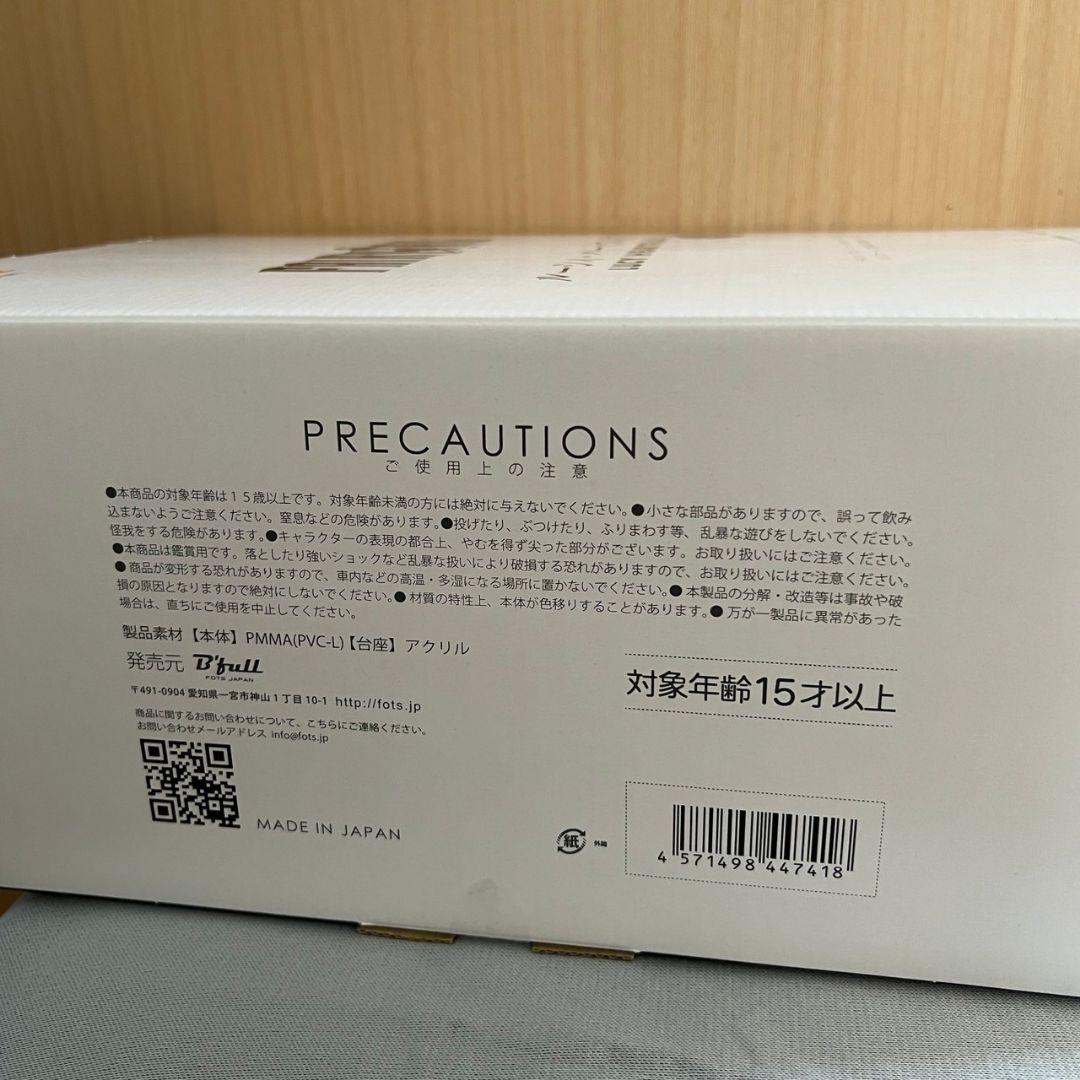 PRECAUTIONS
ご使用上の注意
●本商品の対象年齢は15歳以上です。対象年齢未満の方には絶対に与えないでください。●小さな部品がありますので、誤って飲み
込まないようご注意ください。窒息などの危険があります。●投げたり、ぶつけたり、ふりまわす等、乱暴な遊びをしないでください。
怪我をする危険があります。●キャラクターの表現の都合上、やむを得ず尖った部分がございます。お取り扱いにはご注意ください。
●本商品は鑑賞用です。落としたり強いショックなど乱暴な扱いにより破損する恐れがありますので、お取り扱いにはご注意ください。
●商品が変形する恐れがありますので、車内などの高温・多湿になる場所に置かないでください。●本製品の分解・改造等は事故や破
損の原因となりますので絶対にしないでください。●材質の特性上、本体が色移りすることがあります。●万が一製品に異常があった
場合は、直ちにご使用を中止してください。
製品素材【本体】PMMA(PVC-L)【台座】アクリル
発売元 B'full
FOTS JAPAN
〒491-0904 愛知県一宮市神山1丁目10-1 http://fots.jp
商品に関するお問い合わせについて、こちらにご連絡ください。
お問い合わせメールアドレス info@fots.jp
MADE IN JAPAN
対象年齢15才以上
紙 外箱
4 571498 447418